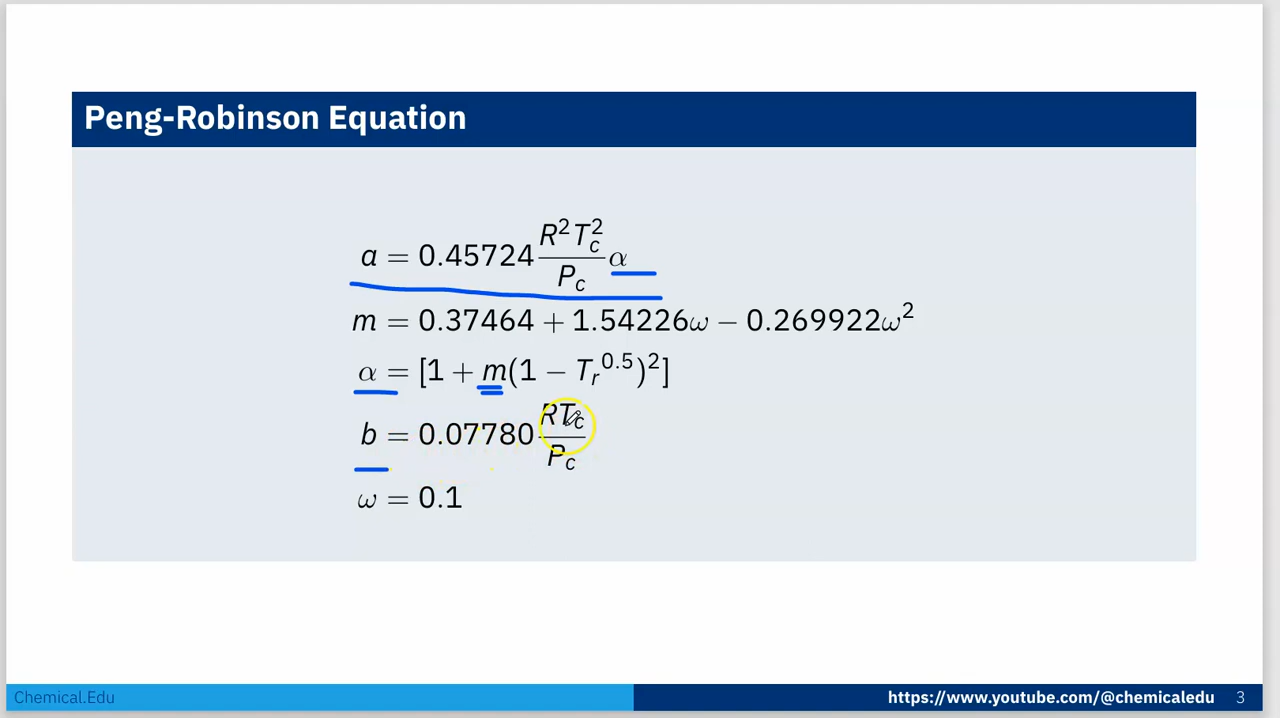 Peng-Robinson Equation
a = 0.45724 R²T_c²/P_c α
m = 0.37464 + 1.54226ω − 0.269922ω²
α = [1 + m(1 − T_r^0.5)²]
b = 0.07780 RT_c/P_c
ω = 0.1
Chemical.Edu https://www.youtube.com/@chemicaledu 3